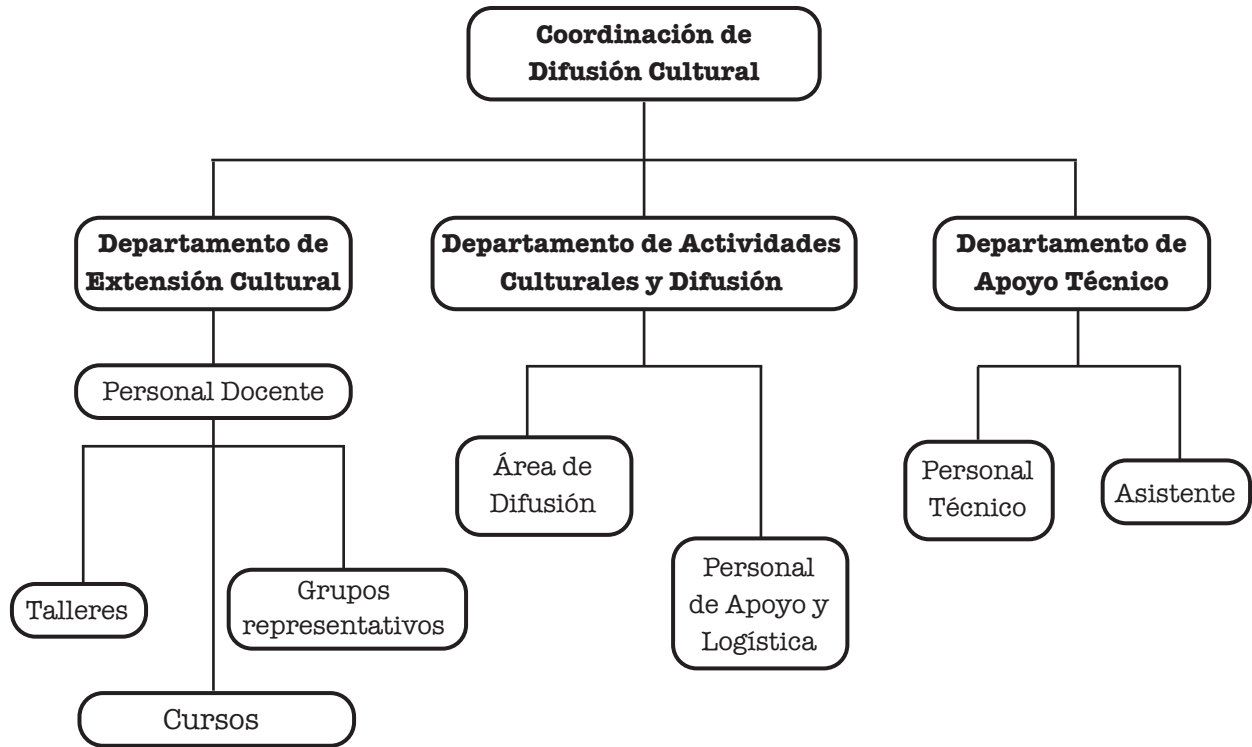 Coordinación de
Difusión Cultural
Departamento de
Extensión Cultural
Departamento de Actividades
Culturales y Difusión
Departamento de
Apoyo Técnico
Personal Docente
Talleres
Grupos
representativos
Cursos
Área de
Difusión
Personal
de Apoyo y
Logística
Personal
Técnico
Asistente